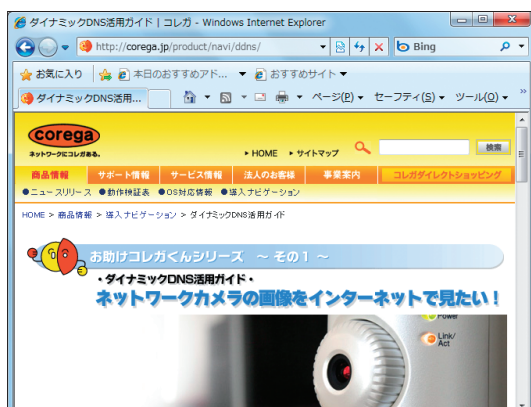 ダイナミックDNS活用ガイド | コレガ - Windows Internet Explorer
http://corega.jp/product/navi/ddns/
Bing
お気に入り 本日のおすすめアド... おすすめサイト
ダイナミックDNS活用... ページ(P) セーフティ(S) ツール(O) »
corega
ネットワークにコレがある。
HOME サイトマップ 検索
商品情報 サポート情報 サービス情報 法人のお客様 事業案内 コレガダイレクトショッピング
●ニュースリリース ●動作検証表 ●OS対応情報 ●導入ナビゲーション
HOME > 商品情報 > 導入ナビゲーション > ダイナミックDNS活用ガイド
お助けコレガくんシリーズ ～ その1 ～
・ダイナミックDNS活用ガイド・
ネットワークカメラの画像をインターネットで見たい!
Power
Link/
Act